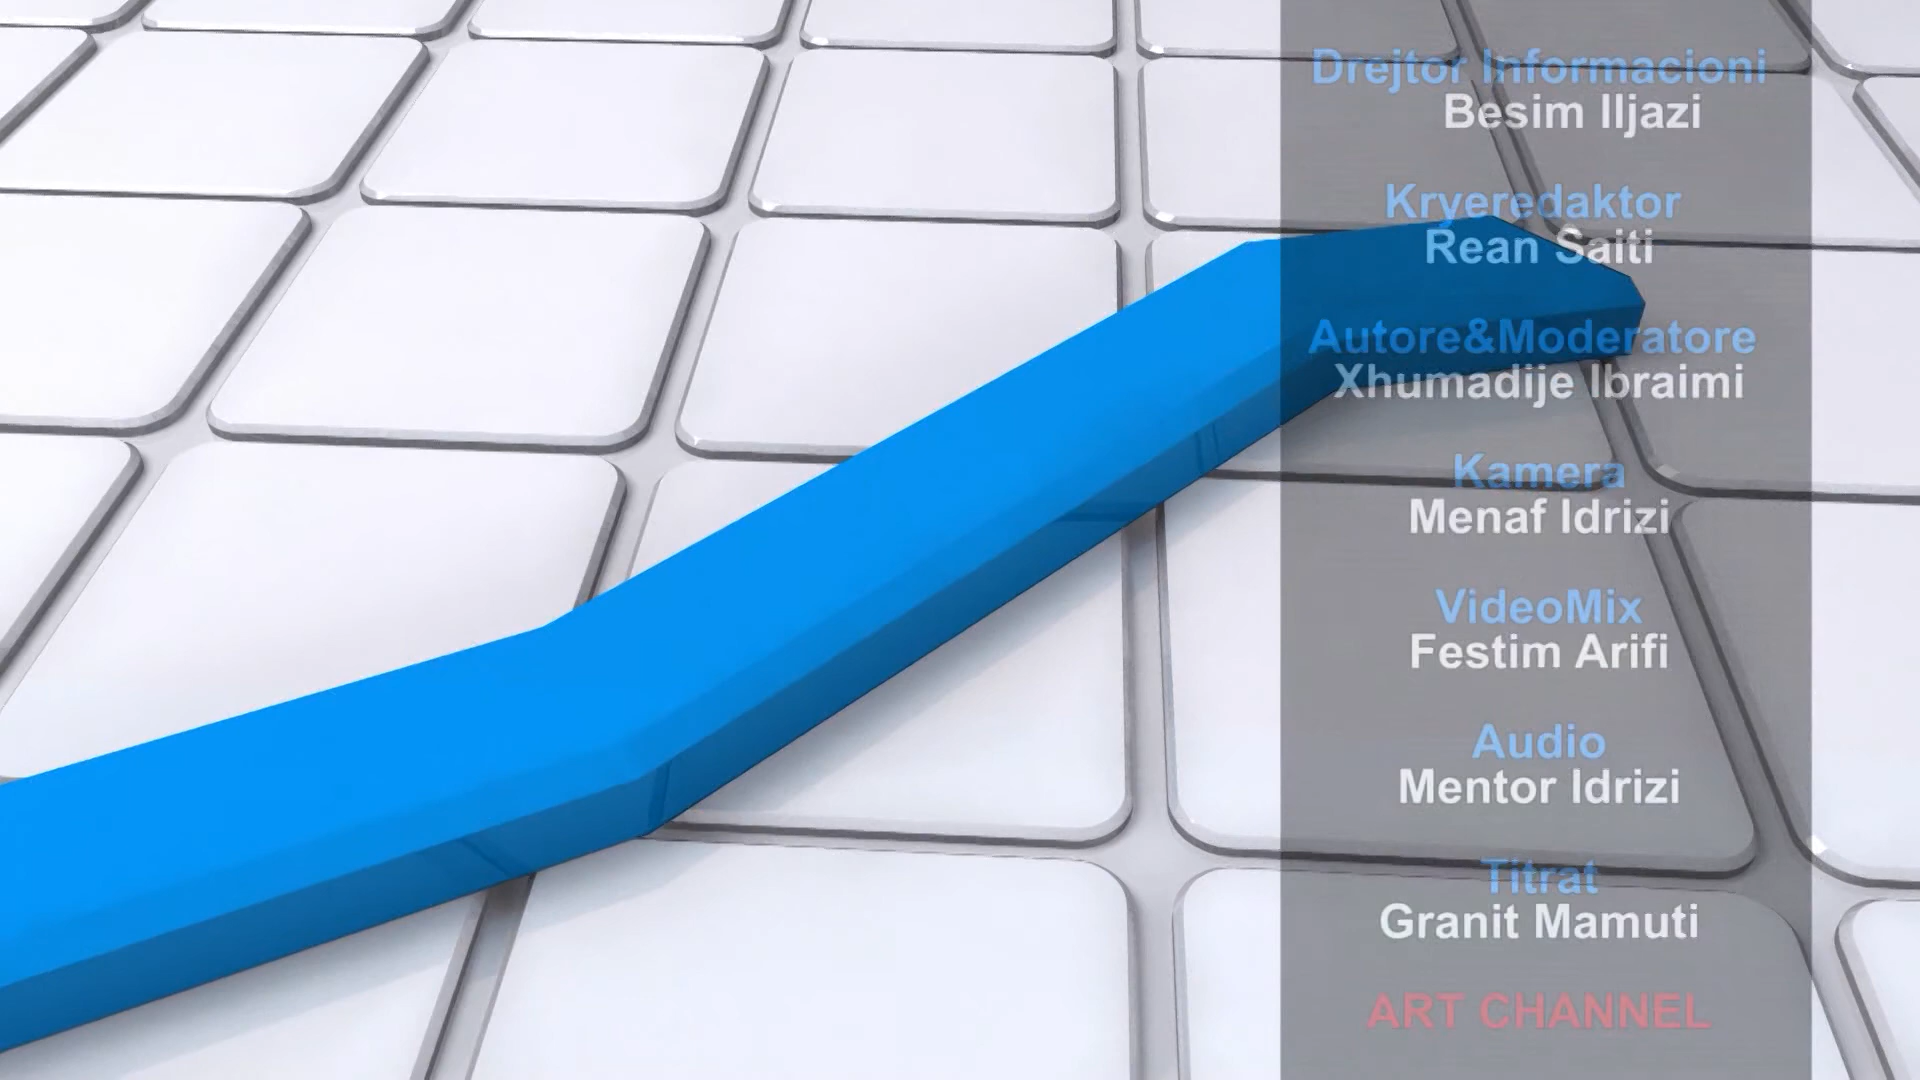 Drejtor Informacioni
Besim Iljazi
Kryeredaktor
Rean Saiti
Autore&Moderatore
Xhumadije Ibraimi
Kamera
Menaf Idrizi
VideoMix
Festim Arifi
Audio
Mentor Idrizi
Titrat
Granit Mamuti
ART CHANNEL